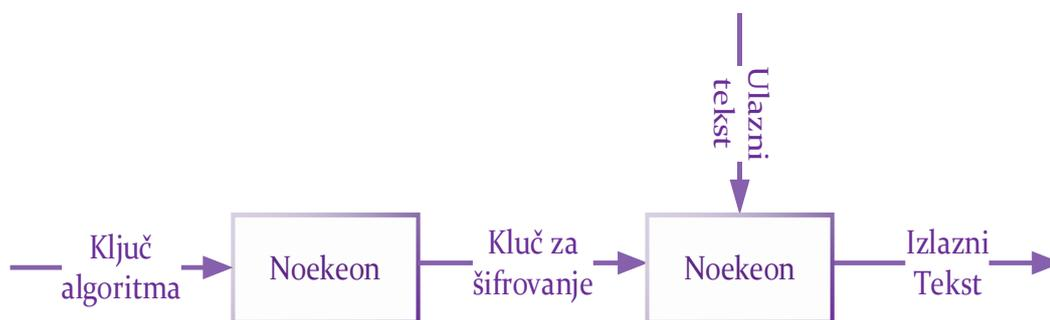 Ulazni
tekst
Ključ
algoritma
Noekeon
Kluč za
šifrovanje
Noekeon
Izlazni
Tekst